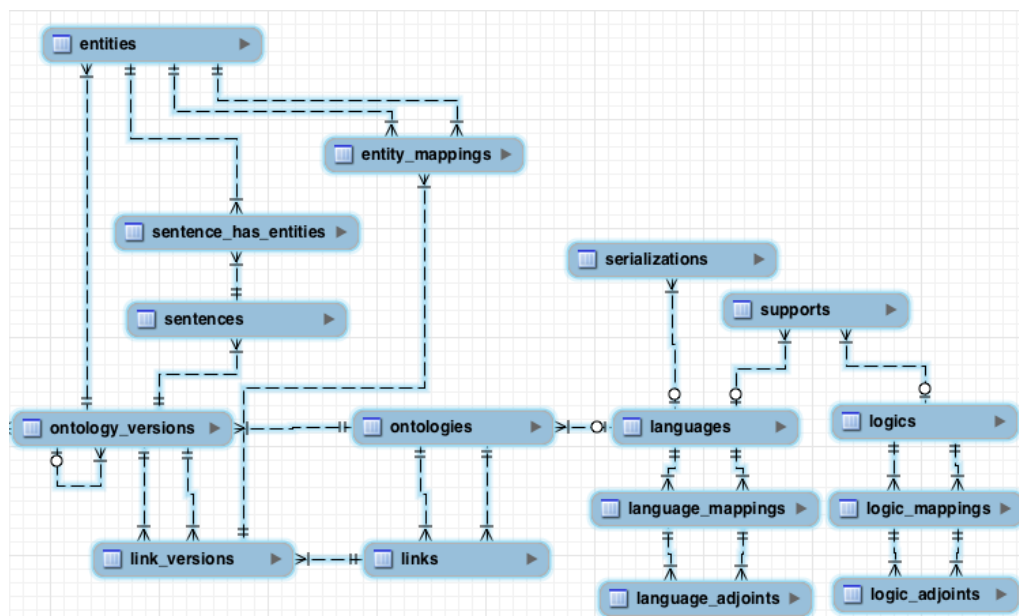 entities
entity_mappings
sentence_has_entities
serializations
sentences
supports
ontology_versions
ontologies
languages
logics
language_mappings
logic_mappings
link_versions
links
language_adjoints
logic_adjoints